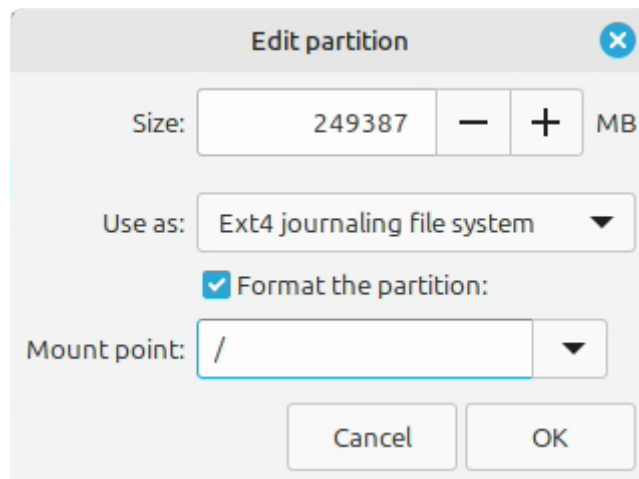 Edit partition
Size: 249387 MB
Use as: Ext4 journaling file system
Format the partition:
Mount point: /
Cancel OK